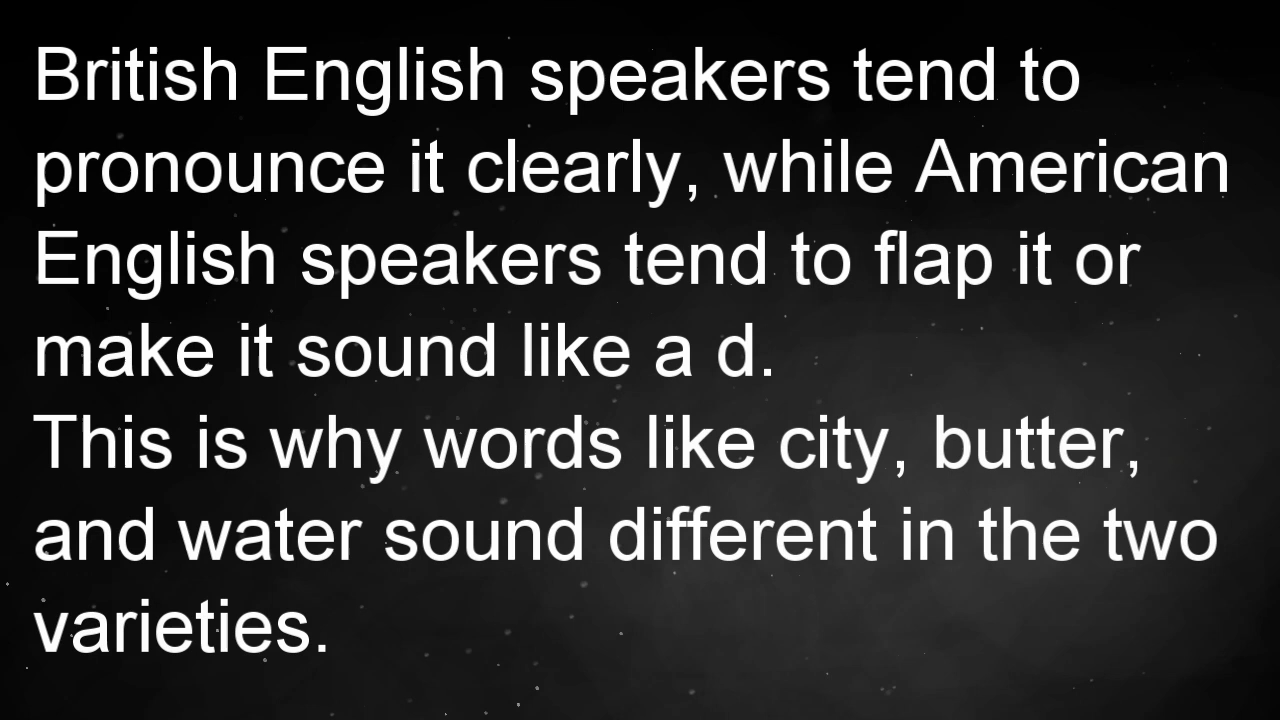 British English speakers tend to
pronounce it clearly, while American
English speakers tend to flap it or
make it sound like a d.
This is why words like city, butter,
and water sound different in the two
varieties.